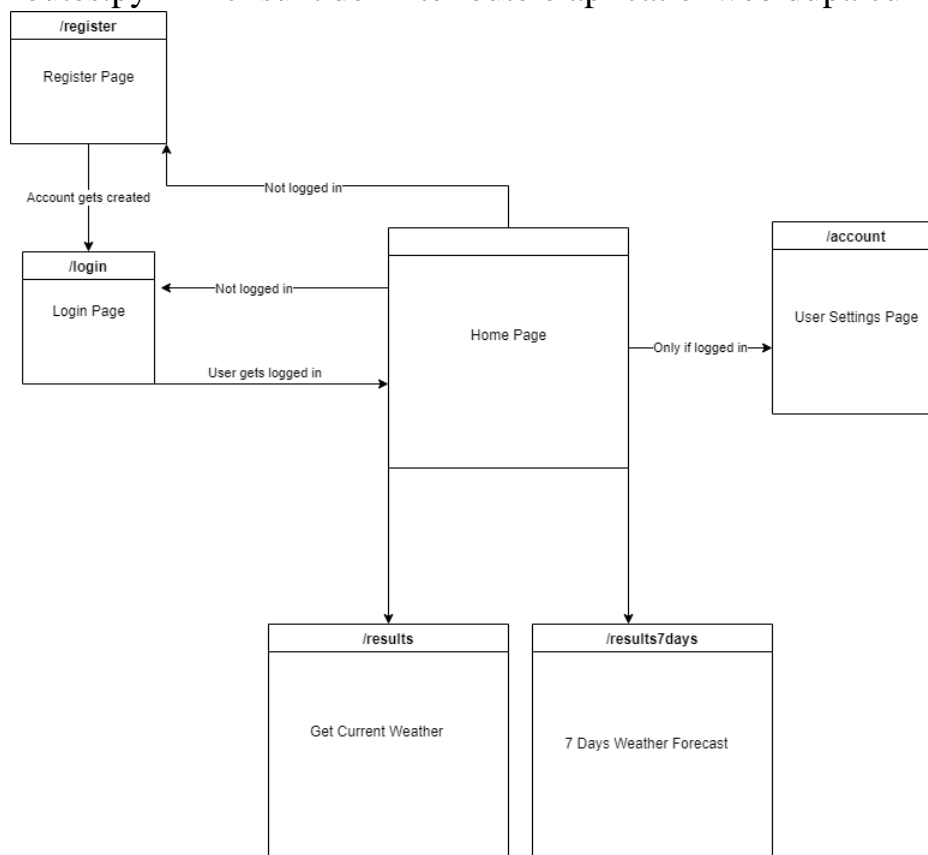 /register
Register Page
Not logged in
Account gets created
/login
Login Page
Not logged in
User gets logged in
Home Page
Only if logged in
/account
User Settings Page
/results
Get Current Weather
/results7days
7 Days Weather Forecast